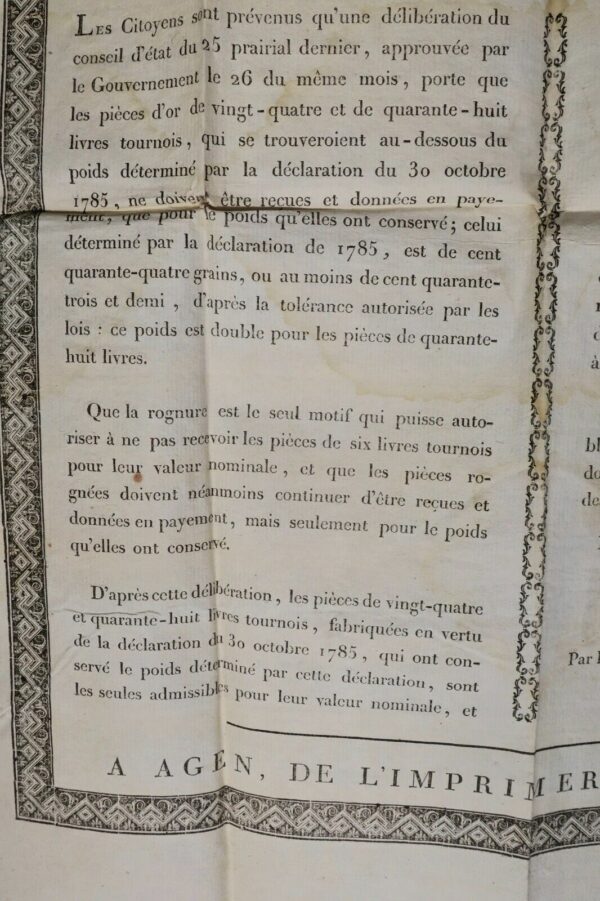 LES Citoyens sont prévenus qu'une délibération du
conseil d'état du 25 prairial dernier, approuvée par
le Gouvernement le 26 du même mois, porte que
les pièces d'or de vingt-quatre et de quarante-huit
livres tournois, qui se trouveroient au-dessous du
poids déterminé par la déclaration du 30 octobre
1785, ne doivent être reçues et données en paye-
ment, que pour le poids qu'elles ont conservé; celui
déterminé par la déclaration de 1785, est de cent
quarante-quatre grains, ou au moins de cent quarante-
trois et demi, d'après la tolérance autorisée par les
lois : ce poids est double pour les pièces de quarante-
huit livres.
Que la rognure est le seul motif qui puisse auto-
riser à ne pas recevoir les pièces de six livres tournois
pour leur valeur nominale, et que les pièces ro-
gnées doivent néanmoins continuer d'être reçues et
données en payement, mais seulement pour le poids
qu'elles ont conservé.
D'après cette délibération, les pièces de vingt-quatre
et quarante-huit livres tournois, fabriquées en vertu
de la déclaration du 30 octobre 1785, qui ont con-
servé le poids déterminé par cette déclaration, sont
les seules admissibles pour leur valeur nominale, et
à
bl
do
de
Par
A AGEN, DE L'IMPRIMER